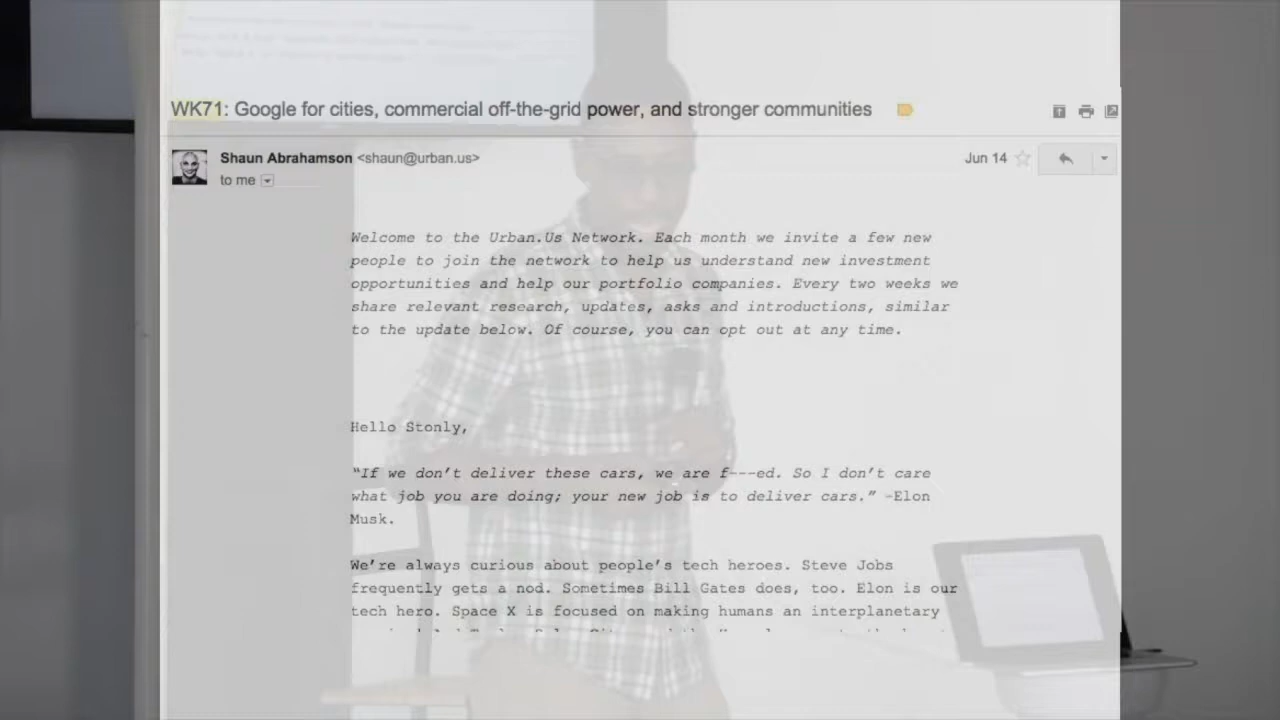 WK71: Google for cities, commercial off-the-grid power, and stronger communities
Shaun Abrahamson <shaun@urban.us>
Jun 14
to me
Welcome to the Urban.Us Network. Each month we invite a few new
people to join the network to help us understand new investment
opportunities and help our portfolio companies. Every two weeks we
share relevant research, updates, asks and introductions, similar
to the update below. Of course, you can opt out at any time.
Hello Stonly,
“If we don’t deliver these cars, we are f---ed. So I don’t care
what job you are doing; your new job is to deliver cars.” -Elon
Musk.
We’re always curious about people’s tech heroes. Steve Jobs
frequently gets a nod. Sometimes Bill Gates does, too. Elon is our
tech hero. Space X is focused on making humans an interplanetary